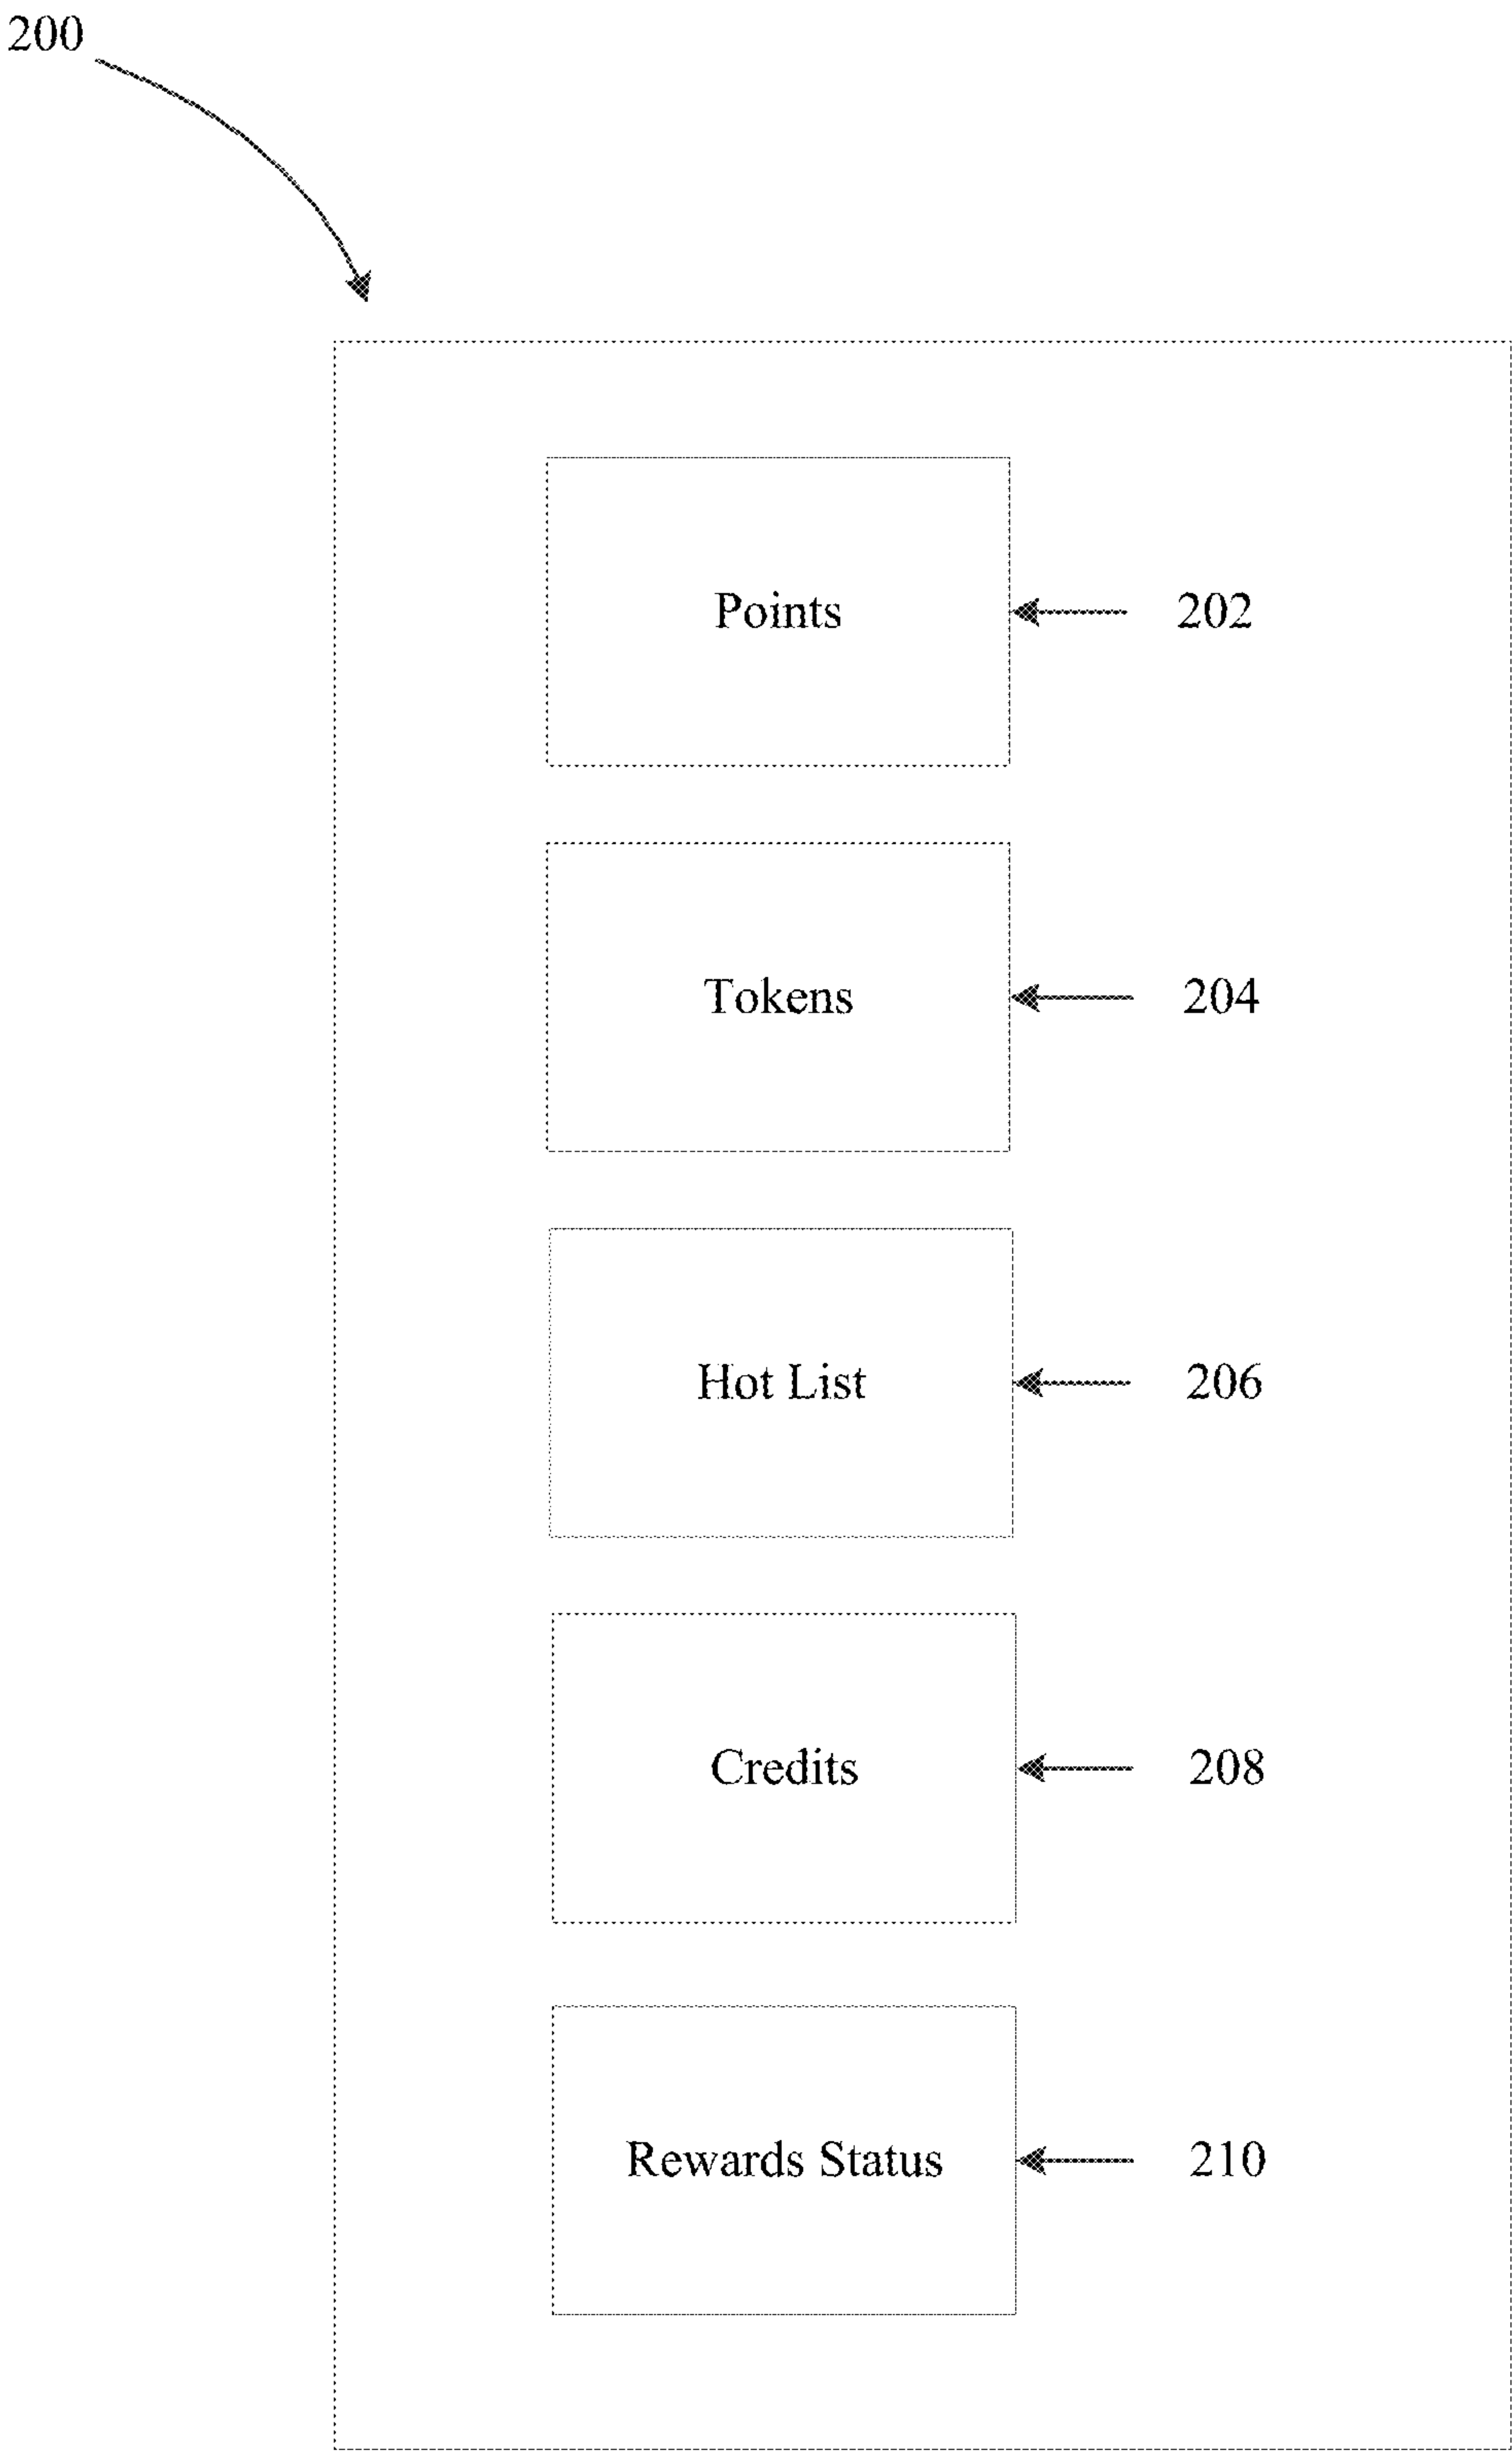 200
Points 202
Tokens 204
Hot List 206
Credits 208
Rewards Status 210